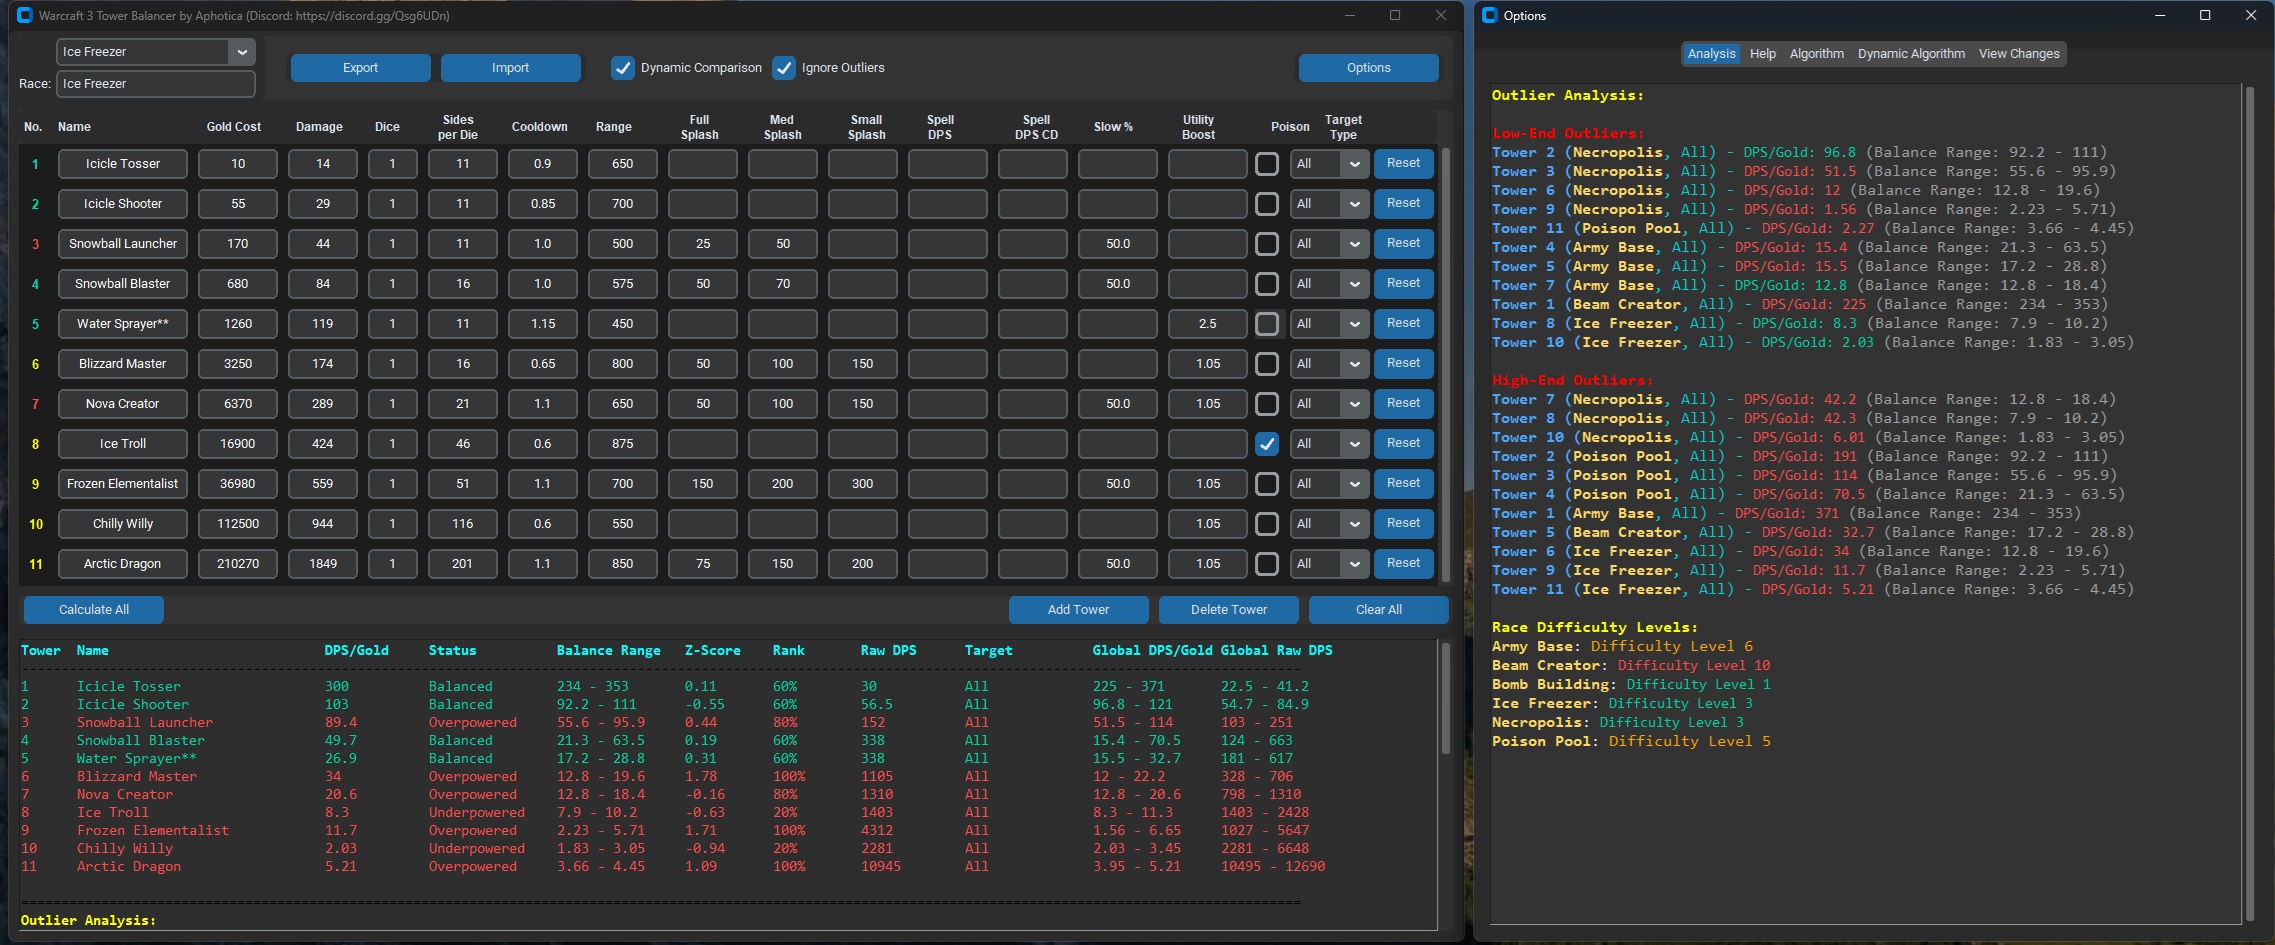 Warcraft 3 Tower Balancer by Aphotica (Discord: https://discord.gg/Qsg6UDn)
Ice Freezer
Race: Ice Freezer
Export Import Dynamic Comparison Ignore Outliers Options
No. Name Gold Cost Damage Dice Sides per Die Cooldown Range Full Splash Med Splash Small Splash Spell DPS Spell DPS CD Slow % Utility Boost Poison Target Type
1 Icicle Tosser 10 14 1 11 0.9 650 All Reset
2 Icicle Shooter 55 29 1 11 0.85 700 All Reset
3 Snowball Launcher 170 44 1 11 1.0 500 25 50 50.0 All Reset
4 Snowball Blaster 680 84 1 16 1.0 575 50 70 50.0 All Reset
5 Water Sprayer** 1260 119 1 11 1.15 450 2.5 All Reset
6 Blizzard Master 3250 174 1 16 0.65 800 50 100 150 1.05 All Reset
7 Nova Creator 6370 289 1 21 1.1 650 50 100 150 50.0 1.05 All Reset
8 Ice Troll 16900 424 1 46 0.6 875 All Reset
9 Frozen Elementalist 36980 559 1 51 1.1 700 150 200 300 50.0 1.05 All Reset
10 Chilly Willy 112500 944 1 116 0.6 550 1.05 All Reset
11 Arctic Dragon 210270 1849 1 201 1.1 850 75 150 200 50.0 1.05 All Reset
Calculate All Add Tower Delete Tower Clear All
Tower Name DPS/Gold Status Balance Range Z-Score Rank Raw DPS Target Global DPS/Gold Global Raw DPS
1 Icicle Tosser 300 Balanced 234 - 353 0.11 60% 30 All 225 - 371 22.5 - 41.2
2 Icicle Shooter 103 Balanced 92.2 - 111 -0.55 60% 56.5 All 96.8 - 121 54.7 - 84.9
3 Snowball Launcher 89.4 Overpowered 55.6 - 95.9 0.44 80% 152 All 51.5 - 114 103 - 251
4 Snowball Blaster 49.7 Balanced 21.3 - 63.5 0.19 60% 338 All 15.4 - 70.5 124 - 663
5 Water Sprayer** 26.9 Balanced 17.2 - 28.8 0.31 60% 338 All 15.5 - 32.7 181 - 617
6 Blizzard Master 34 Overpowered 12.8 - 19.6 1.78 100% 1105 All 12 - 22.2 328 - 706
7 Nova Creator 20.6 Overpowered 12.8 - 18.4 -0.16 80% 1310 All 12.8 - 20.6 798 - 1310
8 Ice Troll 8.3 Underpowered 7.9 - 10.2 -0.63 20% 1403 All 8.3 - 11.3 1403 - 2428
9 Frozen Elementalist 11.7 Overpowered 2.23 - 5.71 1.71 100% 4312 All 1.56 - 6.65 1027 - 5647
10 Chilly Willy 2.03 Underpowered 1.83 - 3.05 -0.94 20% 2281 All 2.03 - 3.45 2281 - 6648
11 Arctic Dragon 5.21 Overpowered 3.66 - 4.45 1.09 100% 10945 All 3.95 - 5.21 10495 - 12690
Outlier Analysis:
Options
Analysis Help Algorithm Dynamic Algorithm View Changes
Outlier Analysis:
Low-End Outliers:
Tower 2 (Necropolis, All) - DPS/Gold: 96.8 (Balance Range: 92.2 - 111)
Tower 3 (Necropolis, All) - DPS/Gold: 51.5 (Balance Range: 55.6 - 95.9)
Tower 6 (Necropolis, All) - DPS/Gold: 12 (Balance Range: 12.8 - 19.6)
Tower 9 (Necropolis, All) - DPS/Gold: 1.56 (Balance Range: 2.23 - 5.71)
Tower 11 (Poison Pool, All) - DPS/Gold: 2.27 (Balance Range: 3.66 - 4.45)
Tower 4 (Army Base, All) - DPS/Gold: 15.4 (Balance Range: 21.3 - 63.5)
Tower 5 (Army Base, All) - DPS/Gold: 15.5 (Balance Range: 17.2 - 28.8)
Tower 7 (Army Base, All) - DPS/Gold: 12.8 (Balance Range: 12.8 - 18.4)
Tower 1 (Beam Creator, All) - DPS/Gold: 225 (Balance Range: 234 - 353)
Tower 8 (Ice Freezer, All) - DPS/Gold: 8.3 (Balance Range: 7.9 - 10.2)
Tower 10 (Ice Freezer, All) - DPS/Gold: 2.03 (Balance Range: 1.83 - 3.05)
High-End Outliers:
Tower 7 (Necropolis, All) - DPS/Gold: 42.2 (Balance Range: 12.8 - 18.4)
Tower 8 (Necropolis, All) - DPS/Gold: 42.3 (Balance Range: 7.9 - 10.2)
Tower 10 (Necropolis, All) - DPS/Gold: 6.01 (Balance Range: 1.83 - 3.05)
Tower 2 (Poison Pool, All) - DPS/Gold: 191 (Balance Range: 92.2 - 111)
Tower 3 (Poison Pool, All) - DPS/Gold: 114 (Balance Range: 55.6 - 95.9)
Tower 4 (Poison Pool, All) - DPS/Gold: 70.5 (Balance Range: 21.3 - 63.5)
Tower 1 (Army Base, All) - DPS/Gold: 371 (Balance Range: 234 - 353)
Tower 5 (Beam Creator, All) - DPS/Gold: 32.7 (Balance Range: 17.2 - 28.8)
Tower 6 (Ice Freezer, All) - DPS/Gold: 34 (Balance Range: 12.8 - 19.6)
Tower 9 (Ice Freezer, All) - DPS/Gold: 11.7 (Balance Range: 2.23 - 5.71)
Tower 11 (Ice Freezer, All) - DPS/Gold: 5.21 (Balance Range: 3.66 - 4.45)
Race Difficulty Levels:
Army Base: Difficulty Level 6
Beam Creator: Difficulty Level 10
Bomb Building: Difficulty Level 1
Ice Freezer: Difficulty Level 3
Necropolis: Difficulty Level 3
Poison Pool: Difficulty Level 5